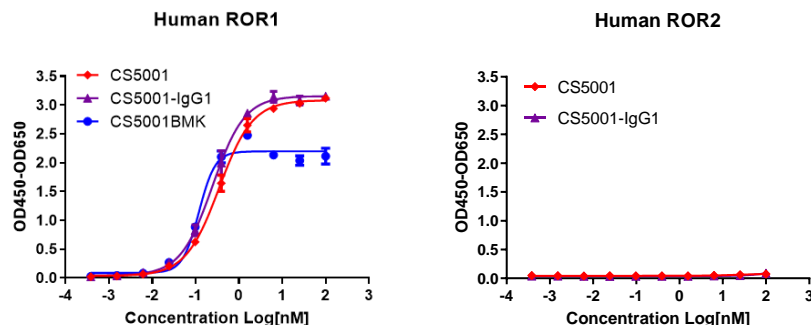 Human ROR1
CS5001
CS5001-IgG1
CS5001BMK
OD450-OD650
3.5
3.0
2.5
2.0
1.5
1.0
0.5
0.0
-4 -3 -2 -1 0 1 2 3
Concentration Log[nM]
Human ROR2
CS5001
CS5001-IgG1
OD450-OD650
3.5
3.0
2.5
2.0
1.5
1.0
0.5
0.0
-4 -3 -2 -1 0 1 2 3
Concentration Log[nM]